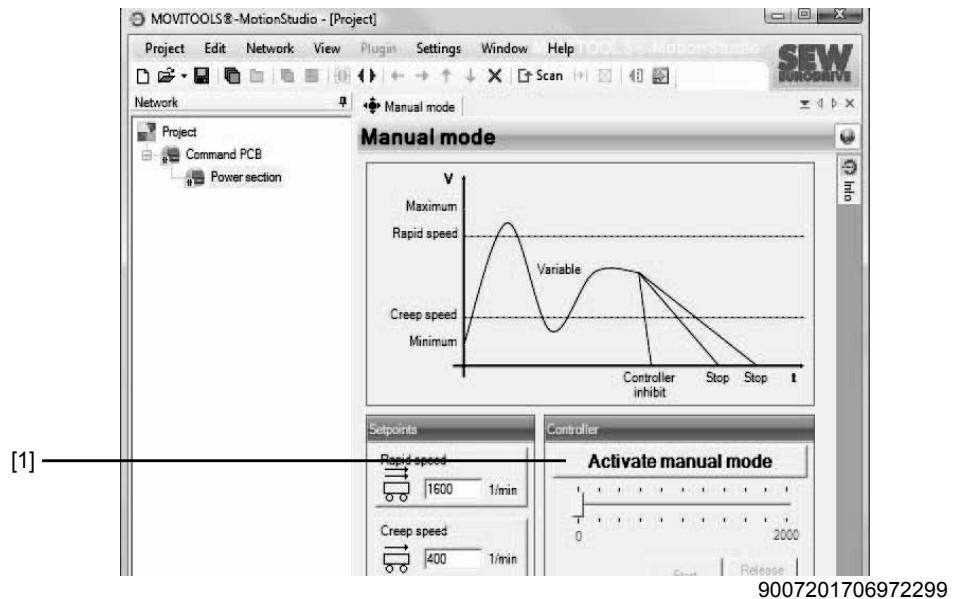 MOVITOOLS®-MotionStudio - [Project]
Project Edit Network View Plugin Settings Window Help
SEW
EURODRIVE
Scan
Network
Manual mode
Project
Command PCB
Power section
Manual mode
Info
V
Maximum
Rapid speed
Variable
Creep speed
Minimum
Controller inhibit
Stop
Stop
t
Setpoints
Controller
[1]
Rapid speed
1600 1/min
Activate manual mode
0
2000
Creep speed
400 1/min
Start
Release
9007201706972299